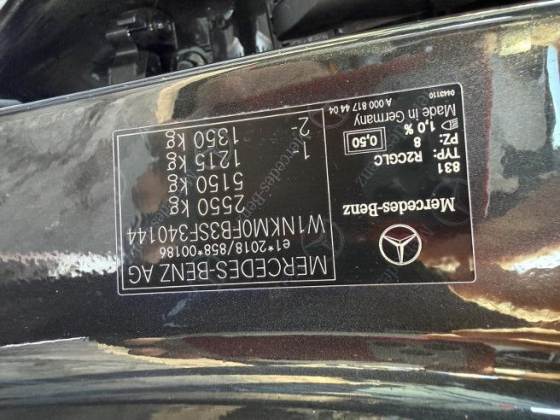 MERCEDES-BENZ AG
e1*2018/858*00186
W1NKM0FB3SF340144
2550 kg
5150 kg
1- 1215 kg
2- 1350 kg
Mercedes-Benz
831
TYP: R2CGLC
PZ: 8
1,0 % 0,50
Made in Germany
A 000 817 44 04
0443110